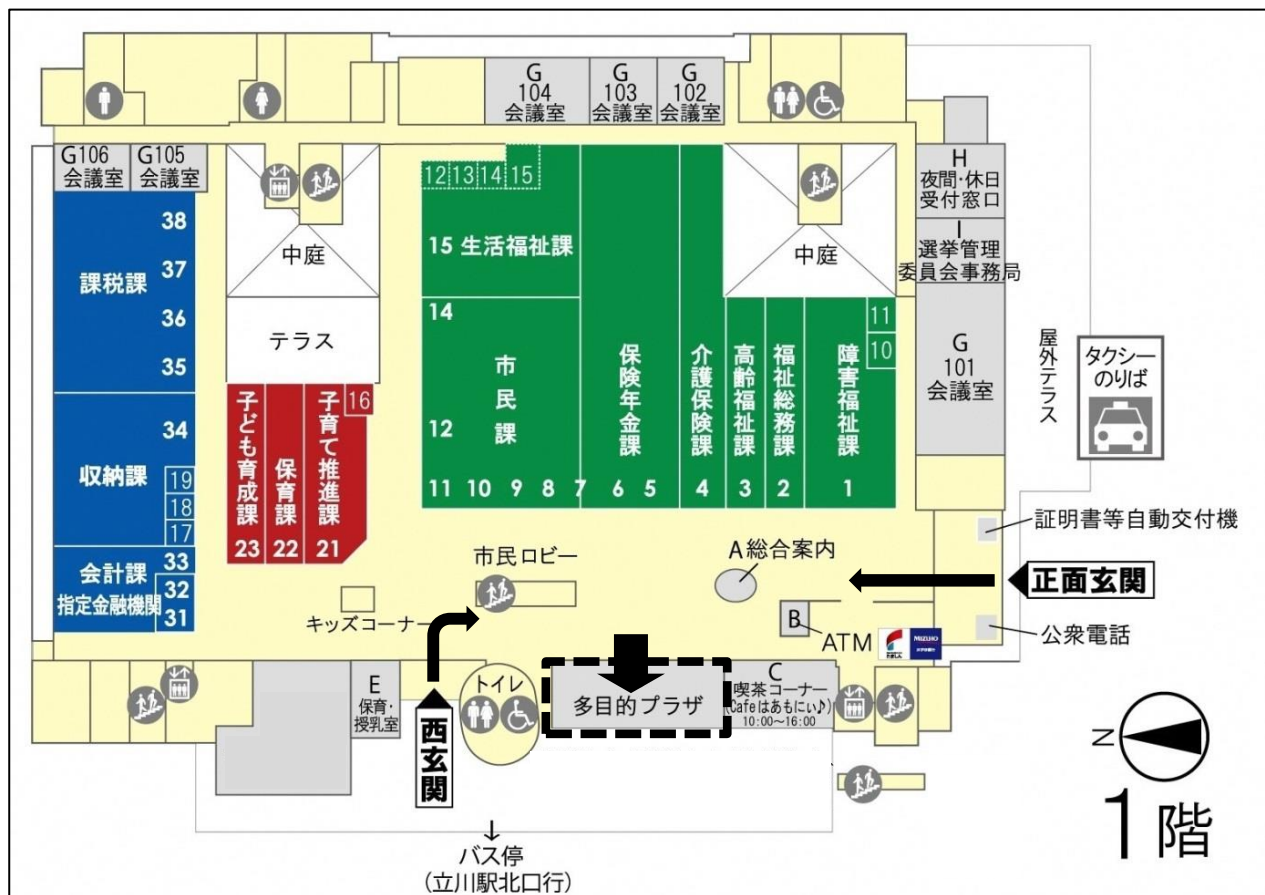 G
104
会議室
G
103
会議室
G
102
会議室
G106
会議室
G105
会議室
H
夜間・休日
受付窓口
I
選挙管理
委員会事務局
G
101
会議室
屋外テラス
タクシー
のりば
38
課税課
37
36
35
34
収納課
19
18
17
33
会計課
32
指定金融機関
31
中庭
テラス
16
子ども育成課
23
保育課
22
子育て推進課
21
12
13
14
15
15 生活福祉課
14
市民課
12
11
10
9
8
7
保険年金課
6
5
介護保険課
4
中庭
高齢福祉課
3
福祉総務課
2
障害福祉課
1
11
10
証明書等自動交付機
正面玄関
公衆電話
A総合案内
B
ATM
MIZUHO
市民ロビー
キッズコーナー
E
保育・
授乳室
西玄関
トイレ
多目的プラザ
C
喫茶コーナー
(Cafeはあもにい♪)
10:00~16:00
N
1階
↓
バス停
(立川駅北口行)